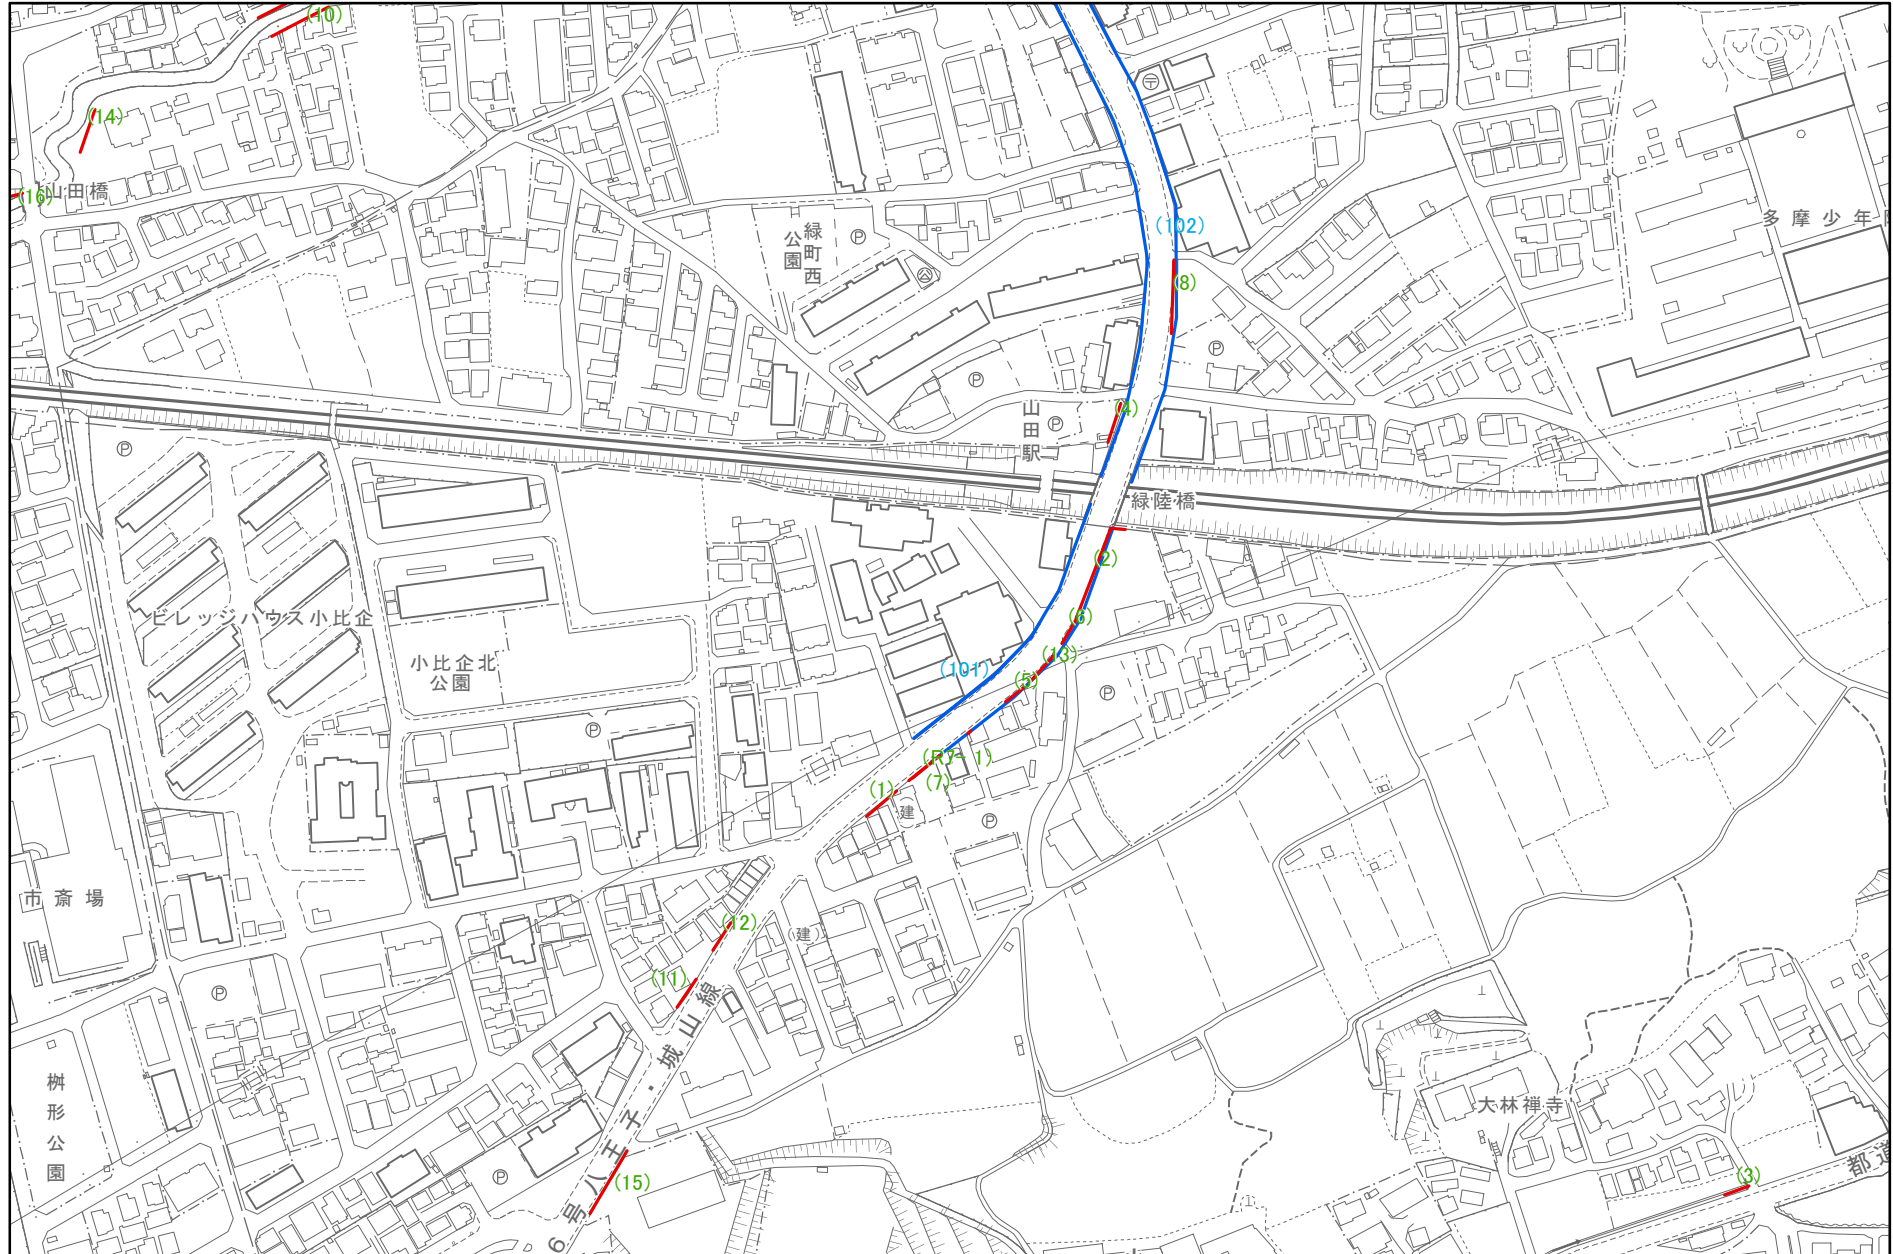 (10)
(14)
(16)
山田橋
緑町西
公園
(102)
(8)
多摩少年
山田駅
(4)
緑陸橋
(2)
ビレッジハウス小比企
小比企北
公園
(6)
(13)
(101)
(5)
(R7-1)
(7)
(1)
建
市斎場
(12)
(建)
(11)
桝形公園
大林禅寺
(3)
都道
(15)
6号八王子・城山線